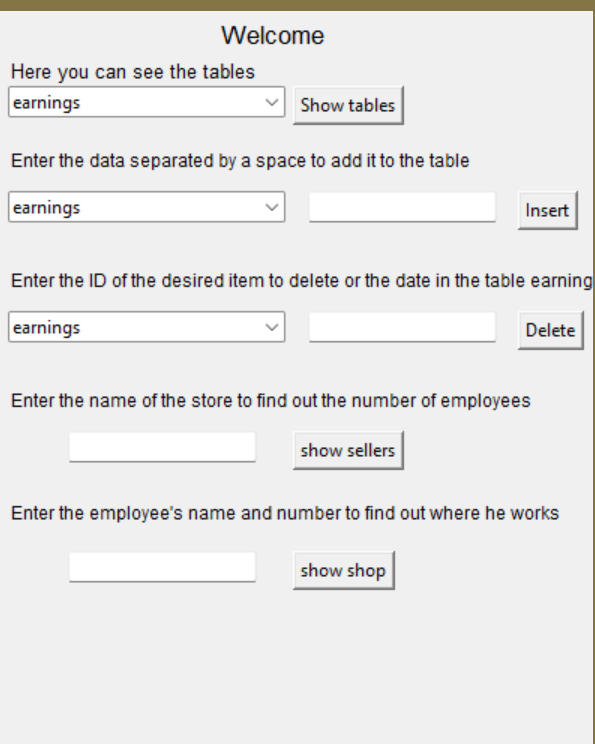 Welcome
Here you can see the tables
earnings Show tables
Enter the data separated by a space to add it to the table
earnings Insert
Enter the ID of the desired item to delete or the date in the table earning
earnings Delete
Enter the name of the store to find out the number of employees
show sellers
Enter the employee's name and number to find out where he works
show shop